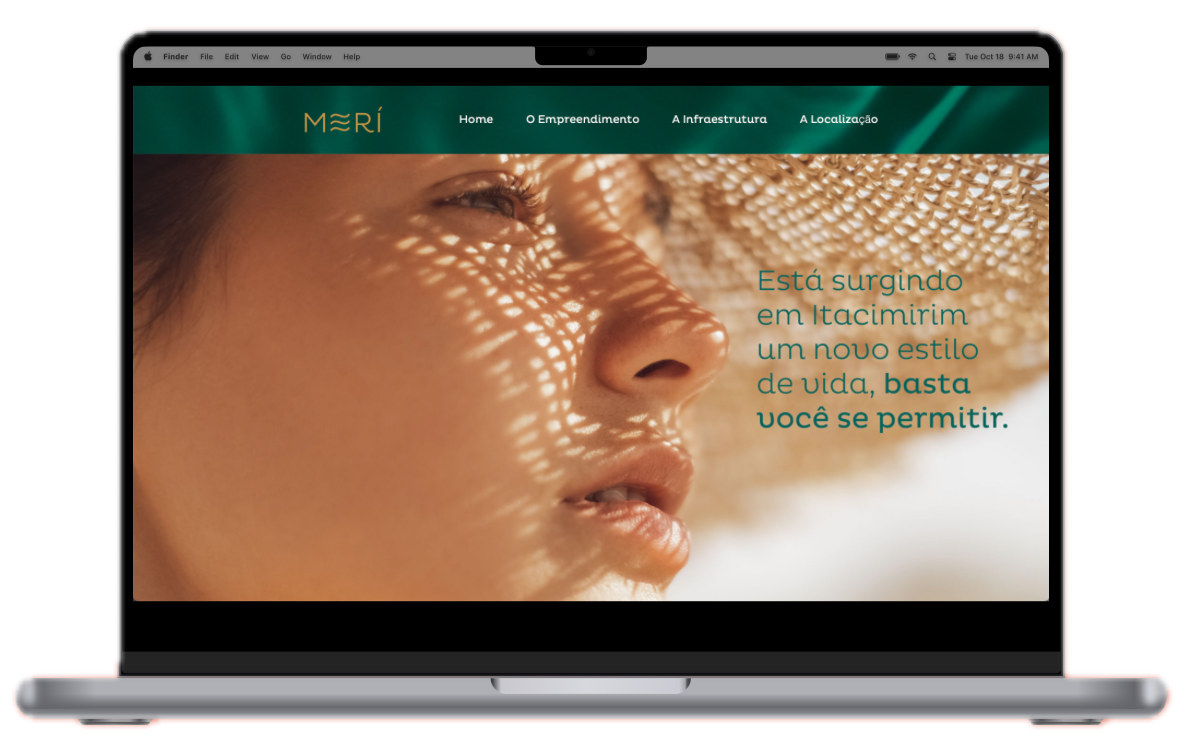 Finder File Edit View Go Window Help Tue Oct 18 9:41 AM
MERÍ Home O Empreendimento A Infraestrutura A Localização
Está surgindo
em Itacimirim
um novo estilo
de vida, basta
você se permitir.